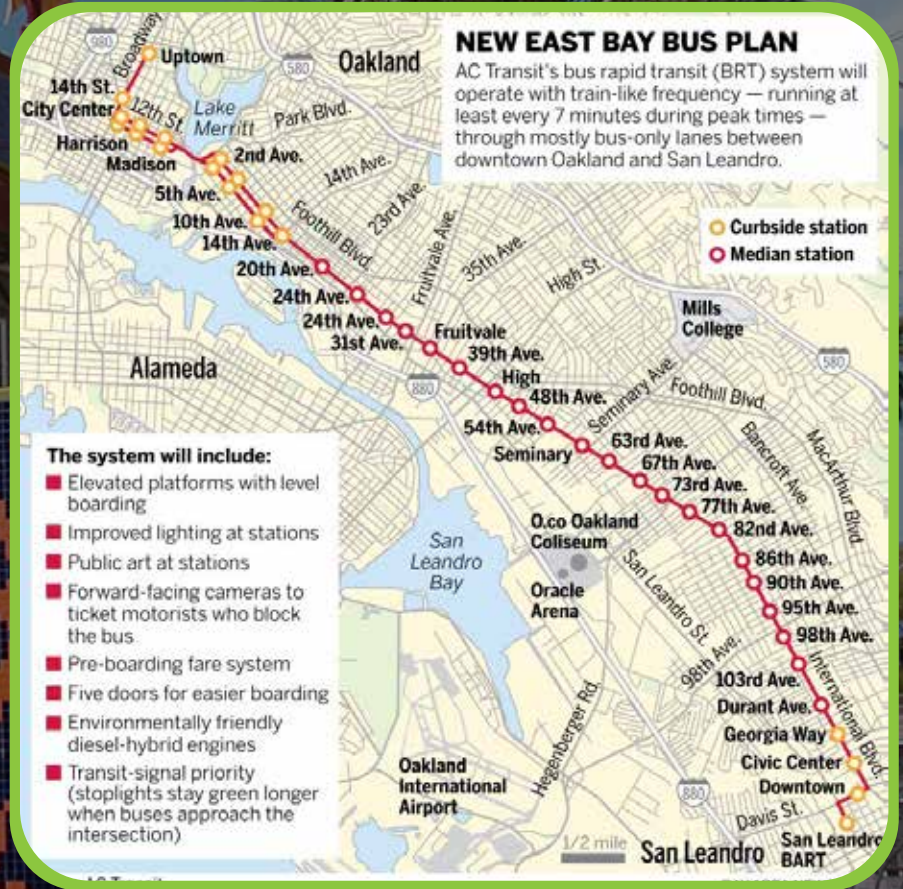 NEW EAST BAY BUS PLAN
AC Transit's bus rapid transit (BRT) system will
operate with train-like frequency — running at
least every 7 minutes during peak times —
through mostly bus-only lanes between
downtown Oakland and San Leandro.
Curbside station
Median station
980
Broadway
Uptown
580
Oakland
14th St.
City Center
12th St.
Lake
Merritt
Park Blvd.
Harrison
Madison
2nd Ave.
14th Ave.
5th Ave.
23rd Ave.
10th Ave.
Foothill Blvd.
14th Ave.
Fruitvale Ave.
35th Ave.
20th Ave.
High St.
24th Ave.
24th Ave.
31st Ave.
Fruitvale
Mills
College
39th Ave.
580
Alameda
880
High
48th Ave.
Seminary Ave.
Foothill Blvd.
54th Ave.
Seminary
63rd Ave.
Bancroft Ave.
MacArthur Blvd.
67th Ave.
73rd Ave.
77th Ave.
82nd Ave.
O.co Oakland
Coliseum
San
Leandro
Bay
San Leandro St.
86th Ave.
90th Ave.
Oracle
Arena
95th Ave.
98th Ave.
98th Ave.
103rd Ave.
International Blvd.
Durant Ave.
Hegenberger Rd.
Georgia Way
Civic Center
Oakland
International
Airport
Downtown
880
Davis St.
1/2 mile
San Leandro
San Leandro
BART
The system will include:
Elevated platforms with level
boarding
Improved lighting at stations
Public art at stations
Forward-facing cameras to
ticket motorists who block
the bus
Pre-boarding fare system
Five doors for easier boarding
Environmentally friendly
diesel-hybrid engines
Transit-signal priority
(stoplights stay green longer
when buses approach the
intersection)